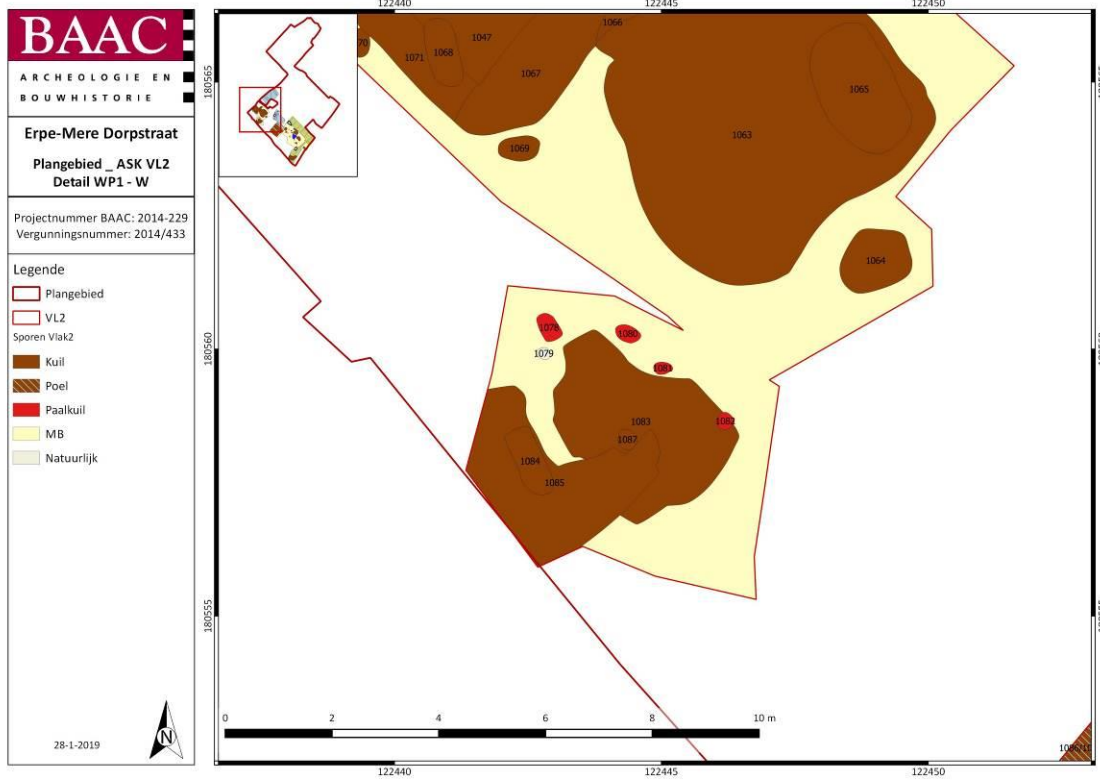 BAAC
ARCHEOLOGIE EN
BOUWHISTORIE
Erpe-Mere Dorpstraat
Plangebied _ ASK VL2
Detail WP1 - W
Projectnummer BAAC: 2014-229
Vergunningsnummer: 2014/433
Legende
Plangebied
VL2
Sporen Vlak2
Kuil
Poel
Paalkuil
MB
Natuurlijk
N
28-1-2019
122440 122445 122450
180565
180560
180555
1066
1047
1068
1071
1067
1065
1063
1069
1064
1078
1080
1079
1081
1083
1082
1087
1084
1085
0 2 4 6 8 10 m
122440 122445 122450